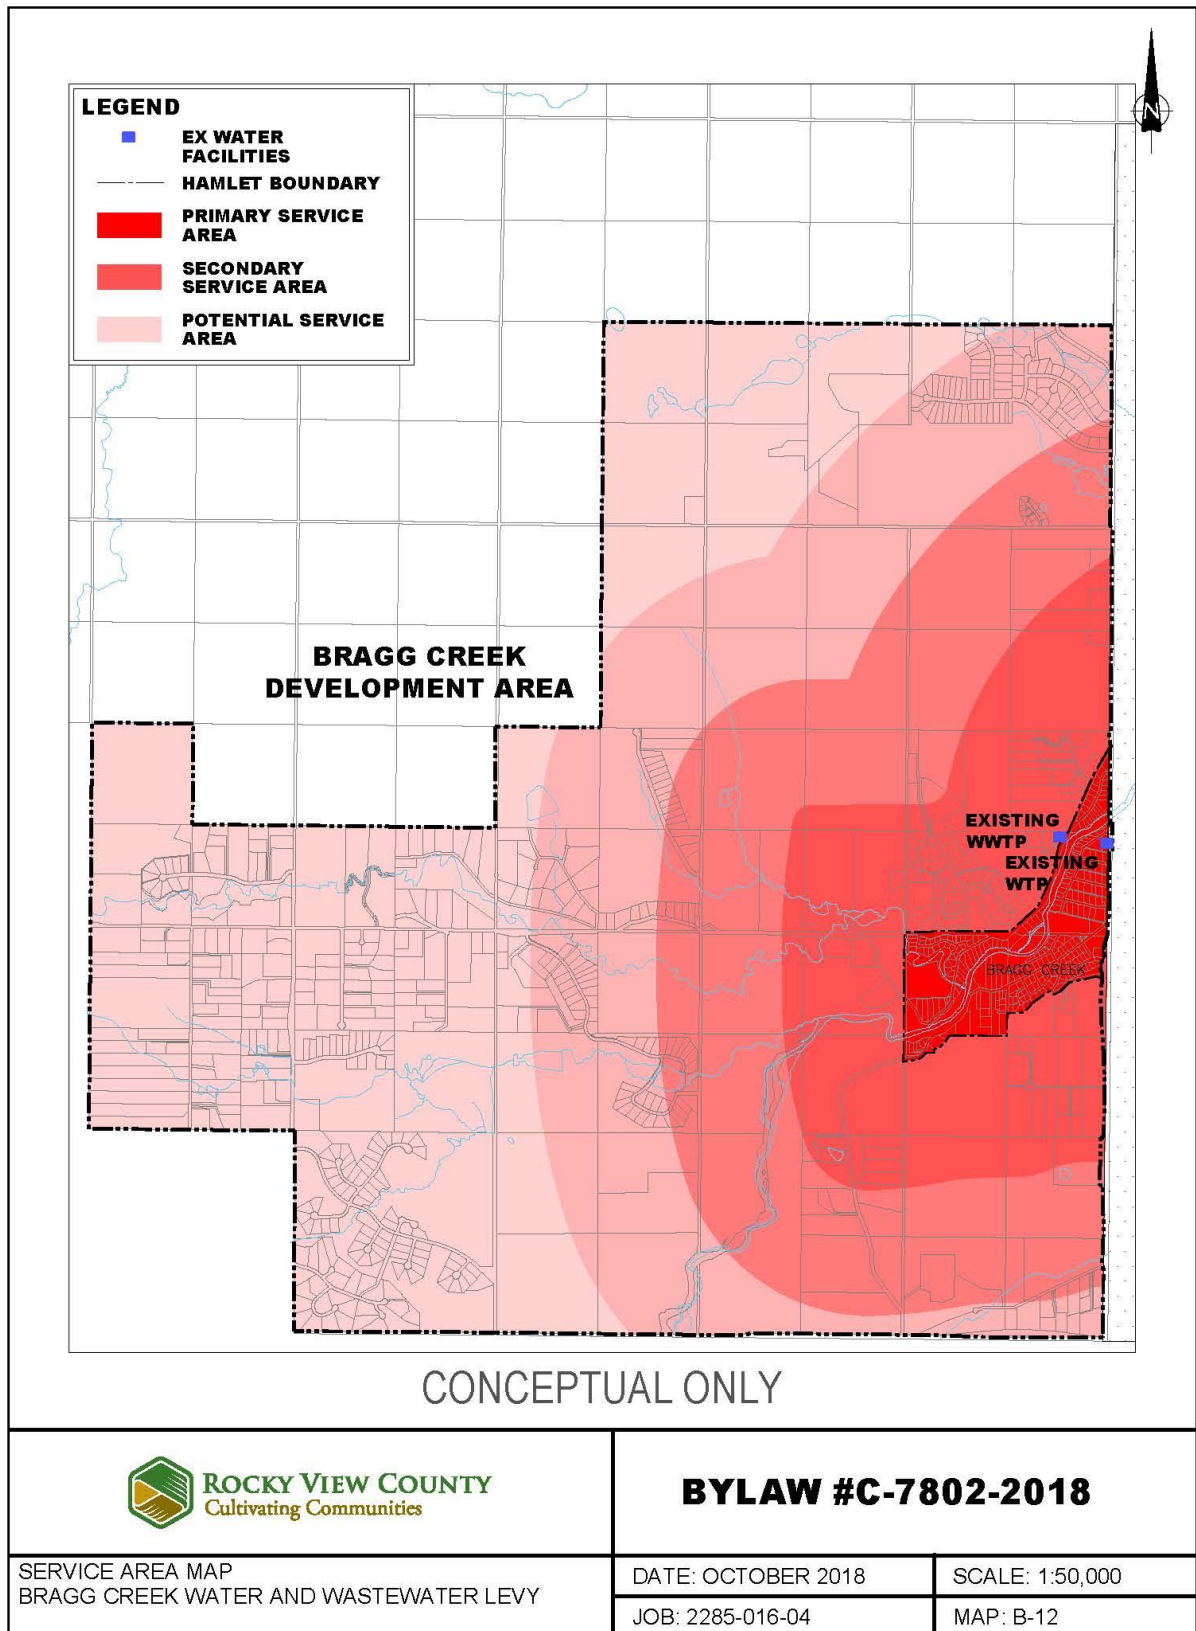 LEGEND
EX WATER
FACILITIES
HAMLET BOUNDARY
PRIMARY SERVICE
AREA
SECONDARY
SERVICE AREA
POTENTIAL SERVICE
AREA
N
BRAGG CREEK
DEVELOPMENT AREA
EXISTING
WWTP
EXISTING
WTP
BRAGG CREEK
CONCEPTUAL ONLY
ROCKY VIEW COUNTY
Cultivating Communities
BYLAW #C-7802-2018
SERVICE AREA MAP
BRAGG CREEK WATER AND WASTEWATER LEVY
DATE: OCTOBER 2018
SCALE: 1:50,000
JOB: 2285-016-04
MAP: B-12